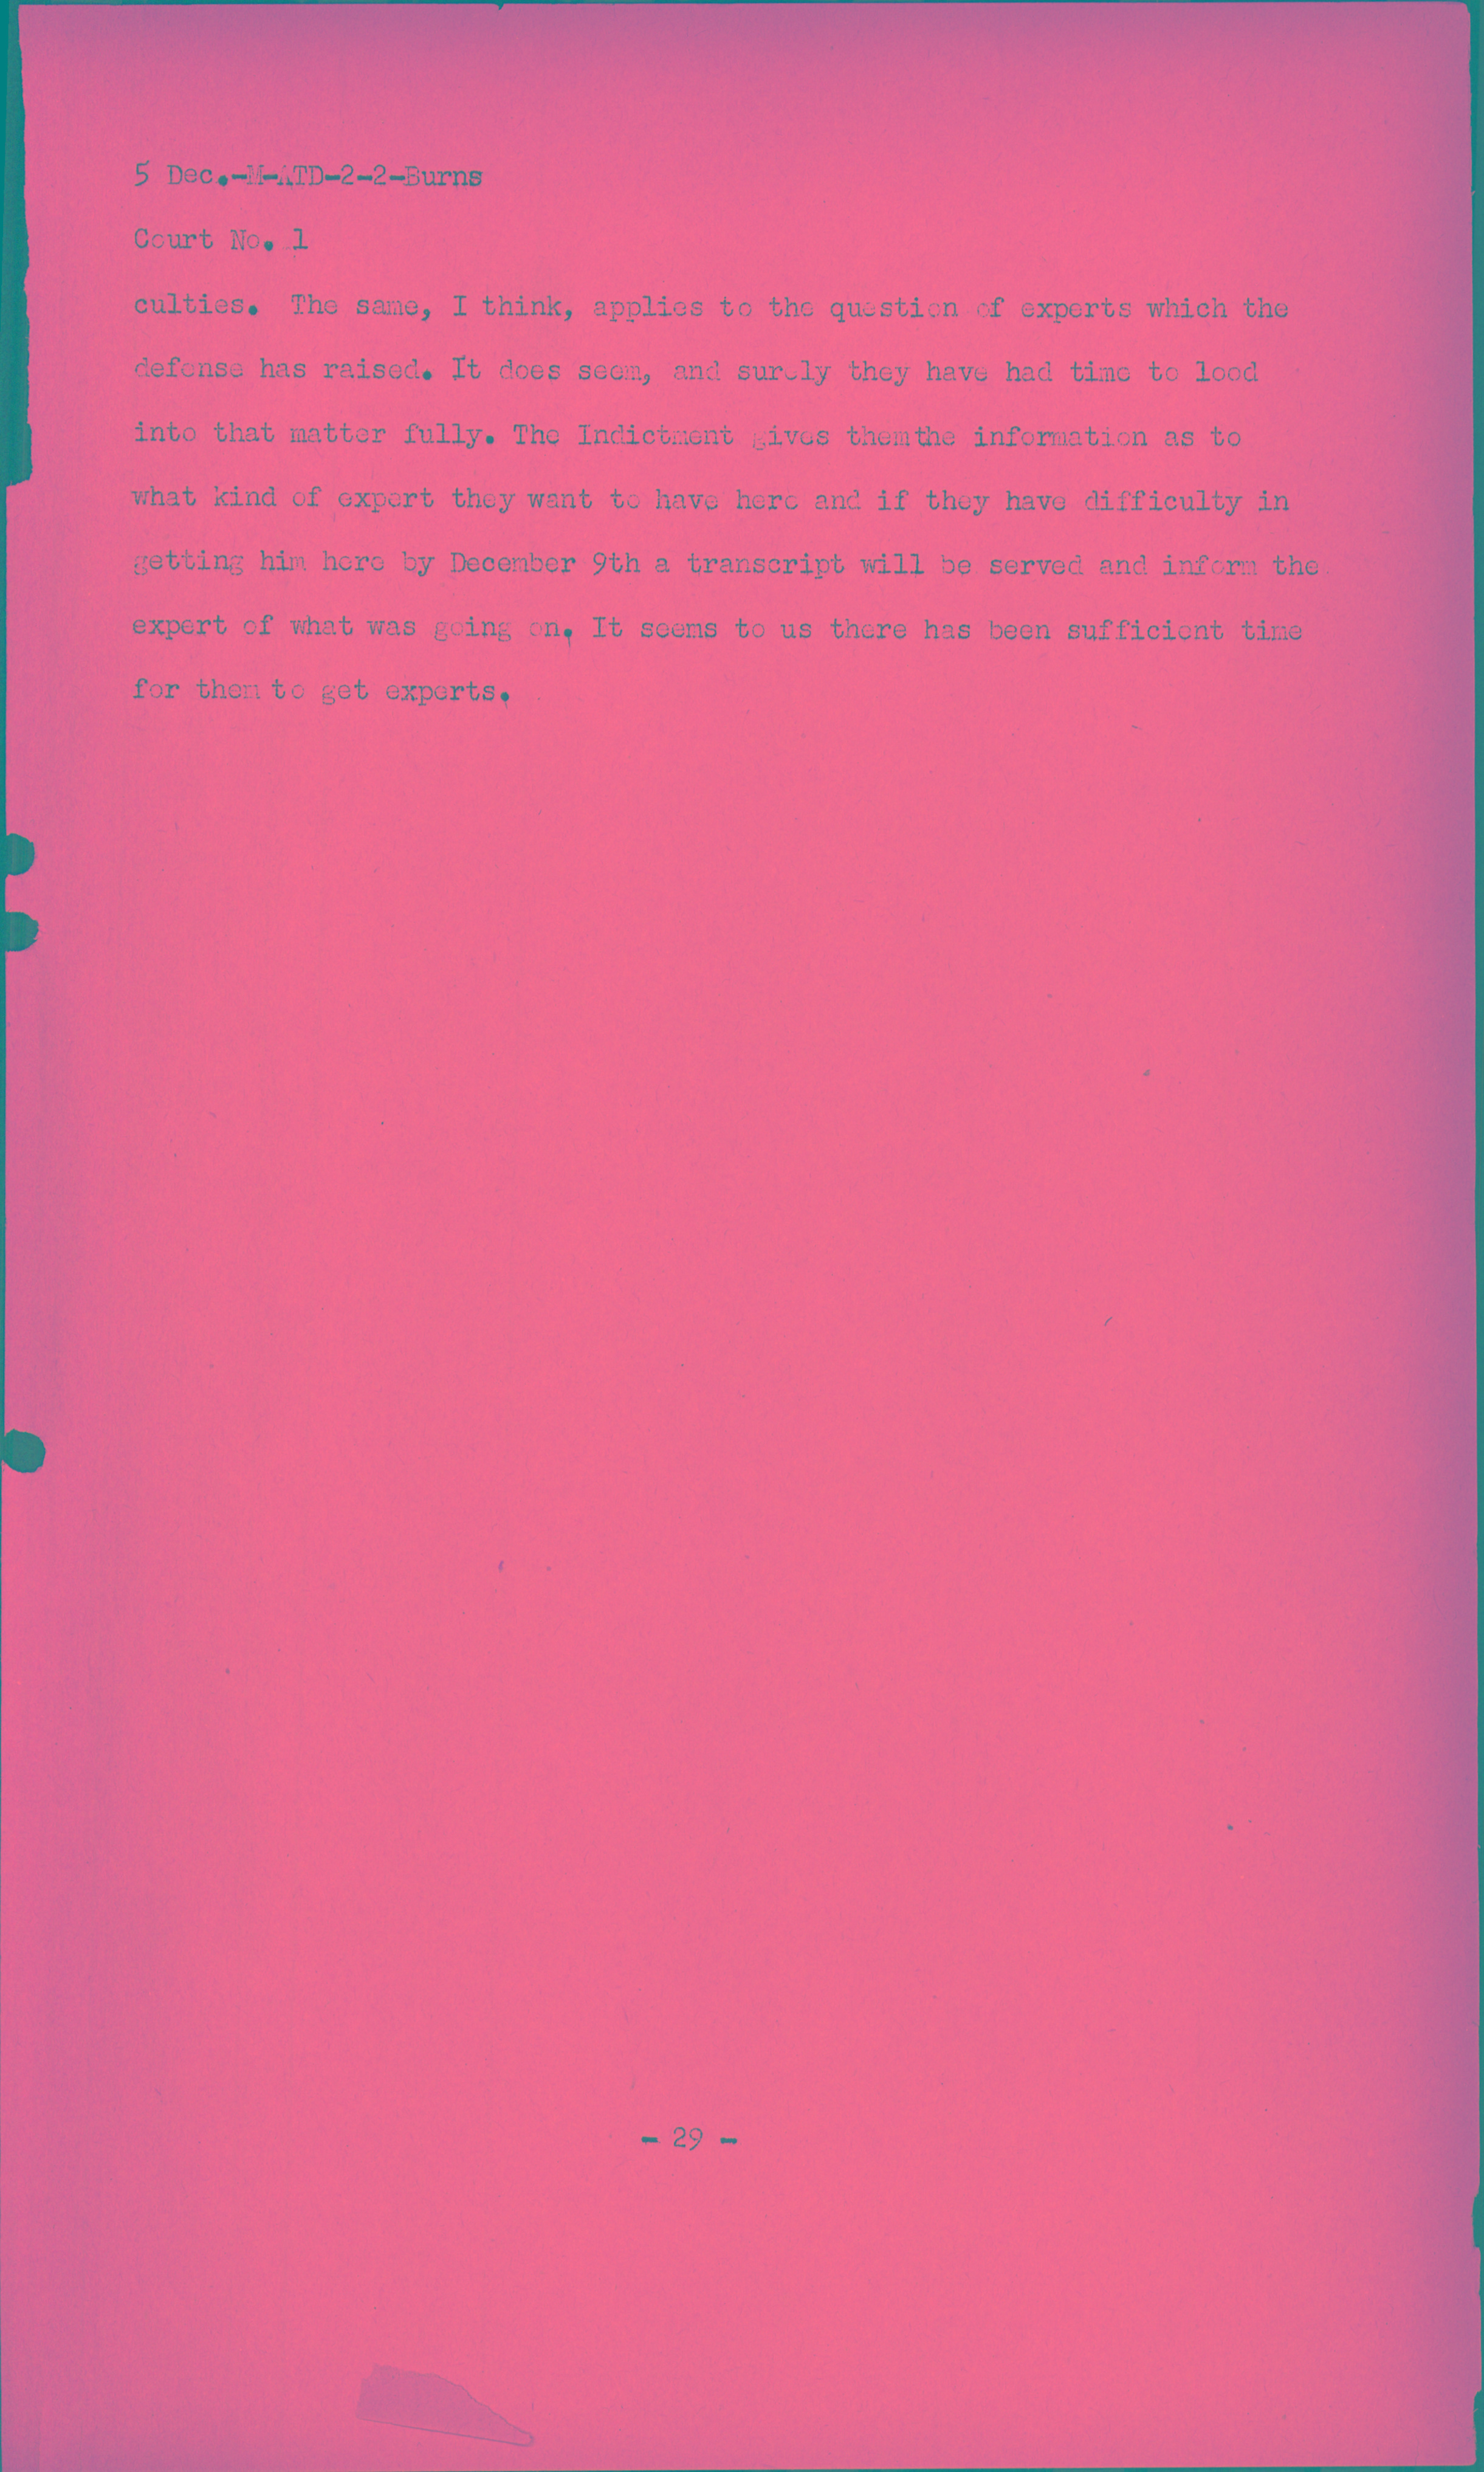 5 Dec.-M-ATD-2-2-Burns
Court No. 1
culties.  The same, I think, applies to the question of experts which the
defense has raised. It does seem, and surely they have had time to lood
into that matter fully. The Indictment gives themthe information as to
what kind of expert they want to have here and if they have difficulty in
getting him here by December 9th a transcript will be served and inform the
expert of what was going on. It seems to us there has been sufficient time
for them to get experts.
- 29 -